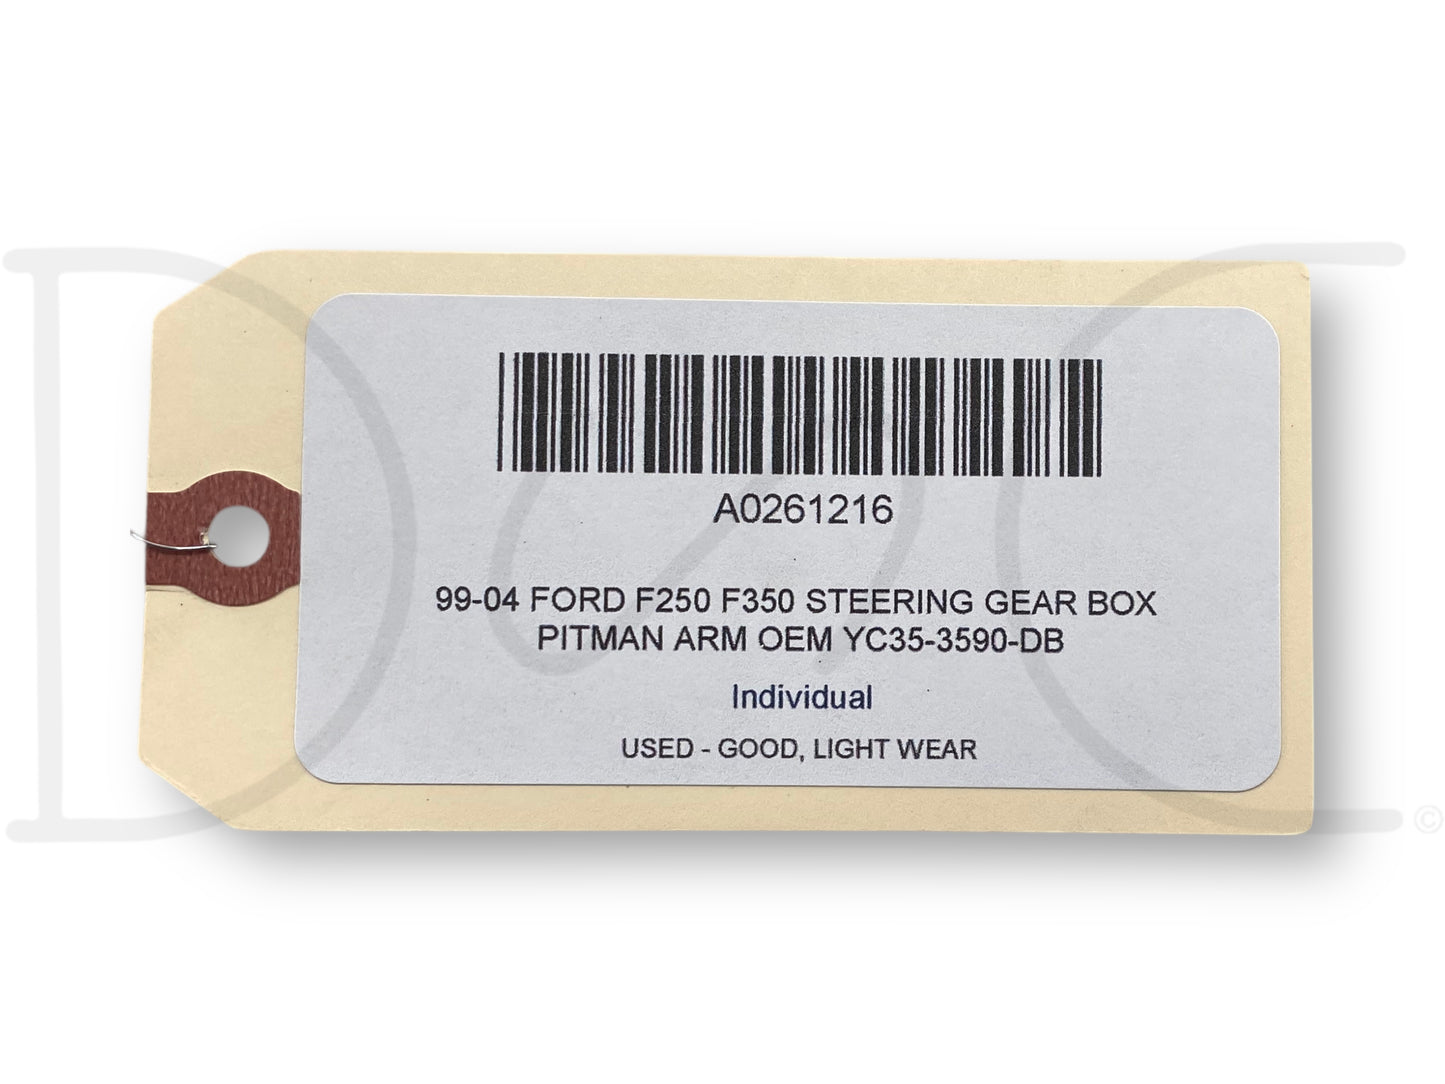 A0261216
99-04 FORD F250 F350 STEERING GEAR BOX
PITMAN ARM OEM YC35-3590-DB
Individual
USED - GOOD, LIGHT WEAR
D C
©